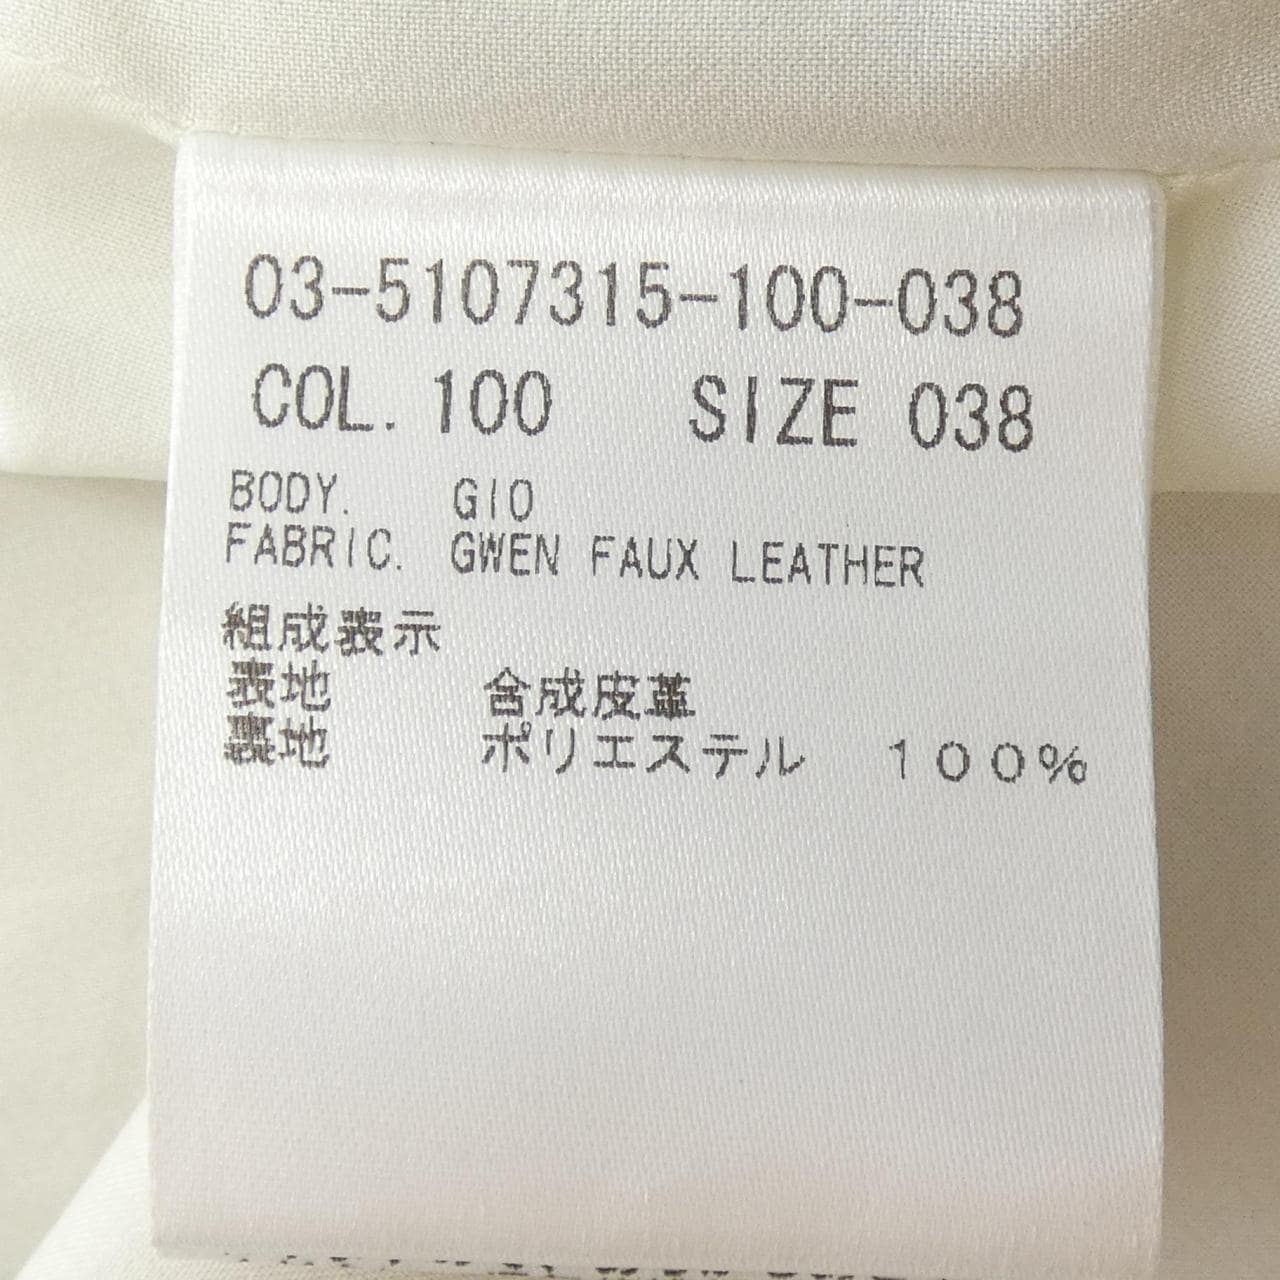 03-5107315-100-038
COL. 100 SIZE 038
BODY. GIO
FABRIC. GWEN FAUX LEATHER
組成表示
表地 合成皮革
裏地 ポリエステル 100%